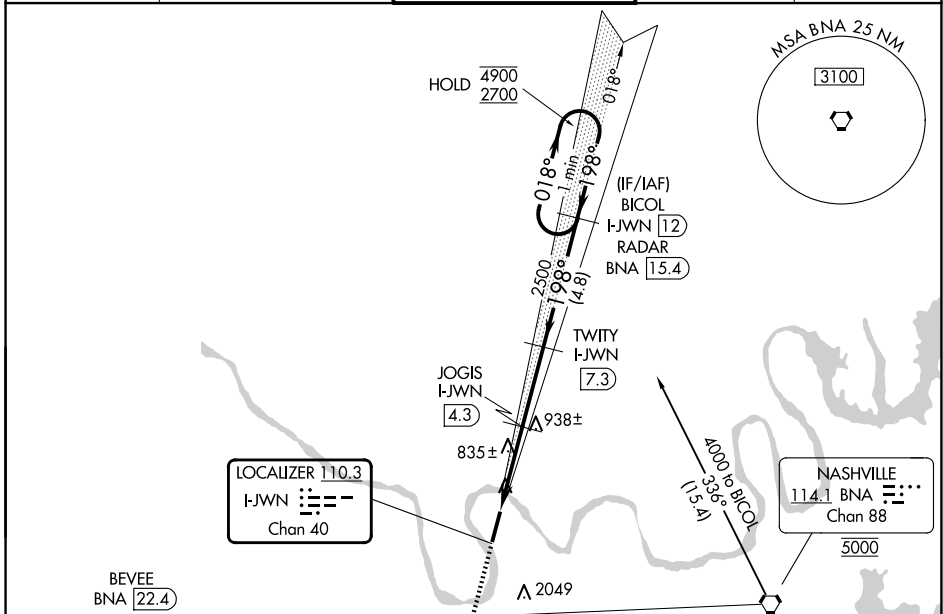 MSA BNA 25 NM
3100
HOLD 4900
2700
018°
018°
1 min
198°
(IF/IAF)
BICOL
I-JWN 12
RADAR
BNA 15.4
2500
198°
(4.8)
TWITY
I-JWN
7.3
JOGIS
I-JWN
4.3
938±
835±
4000 to BICOL
336°
(15.4)
LOCALIZER 110.3
I-JWN
Chan 40
NASHVILLE
114.1 BNA
Chan 88
5000
BEVEE
BNA 22.4
2049